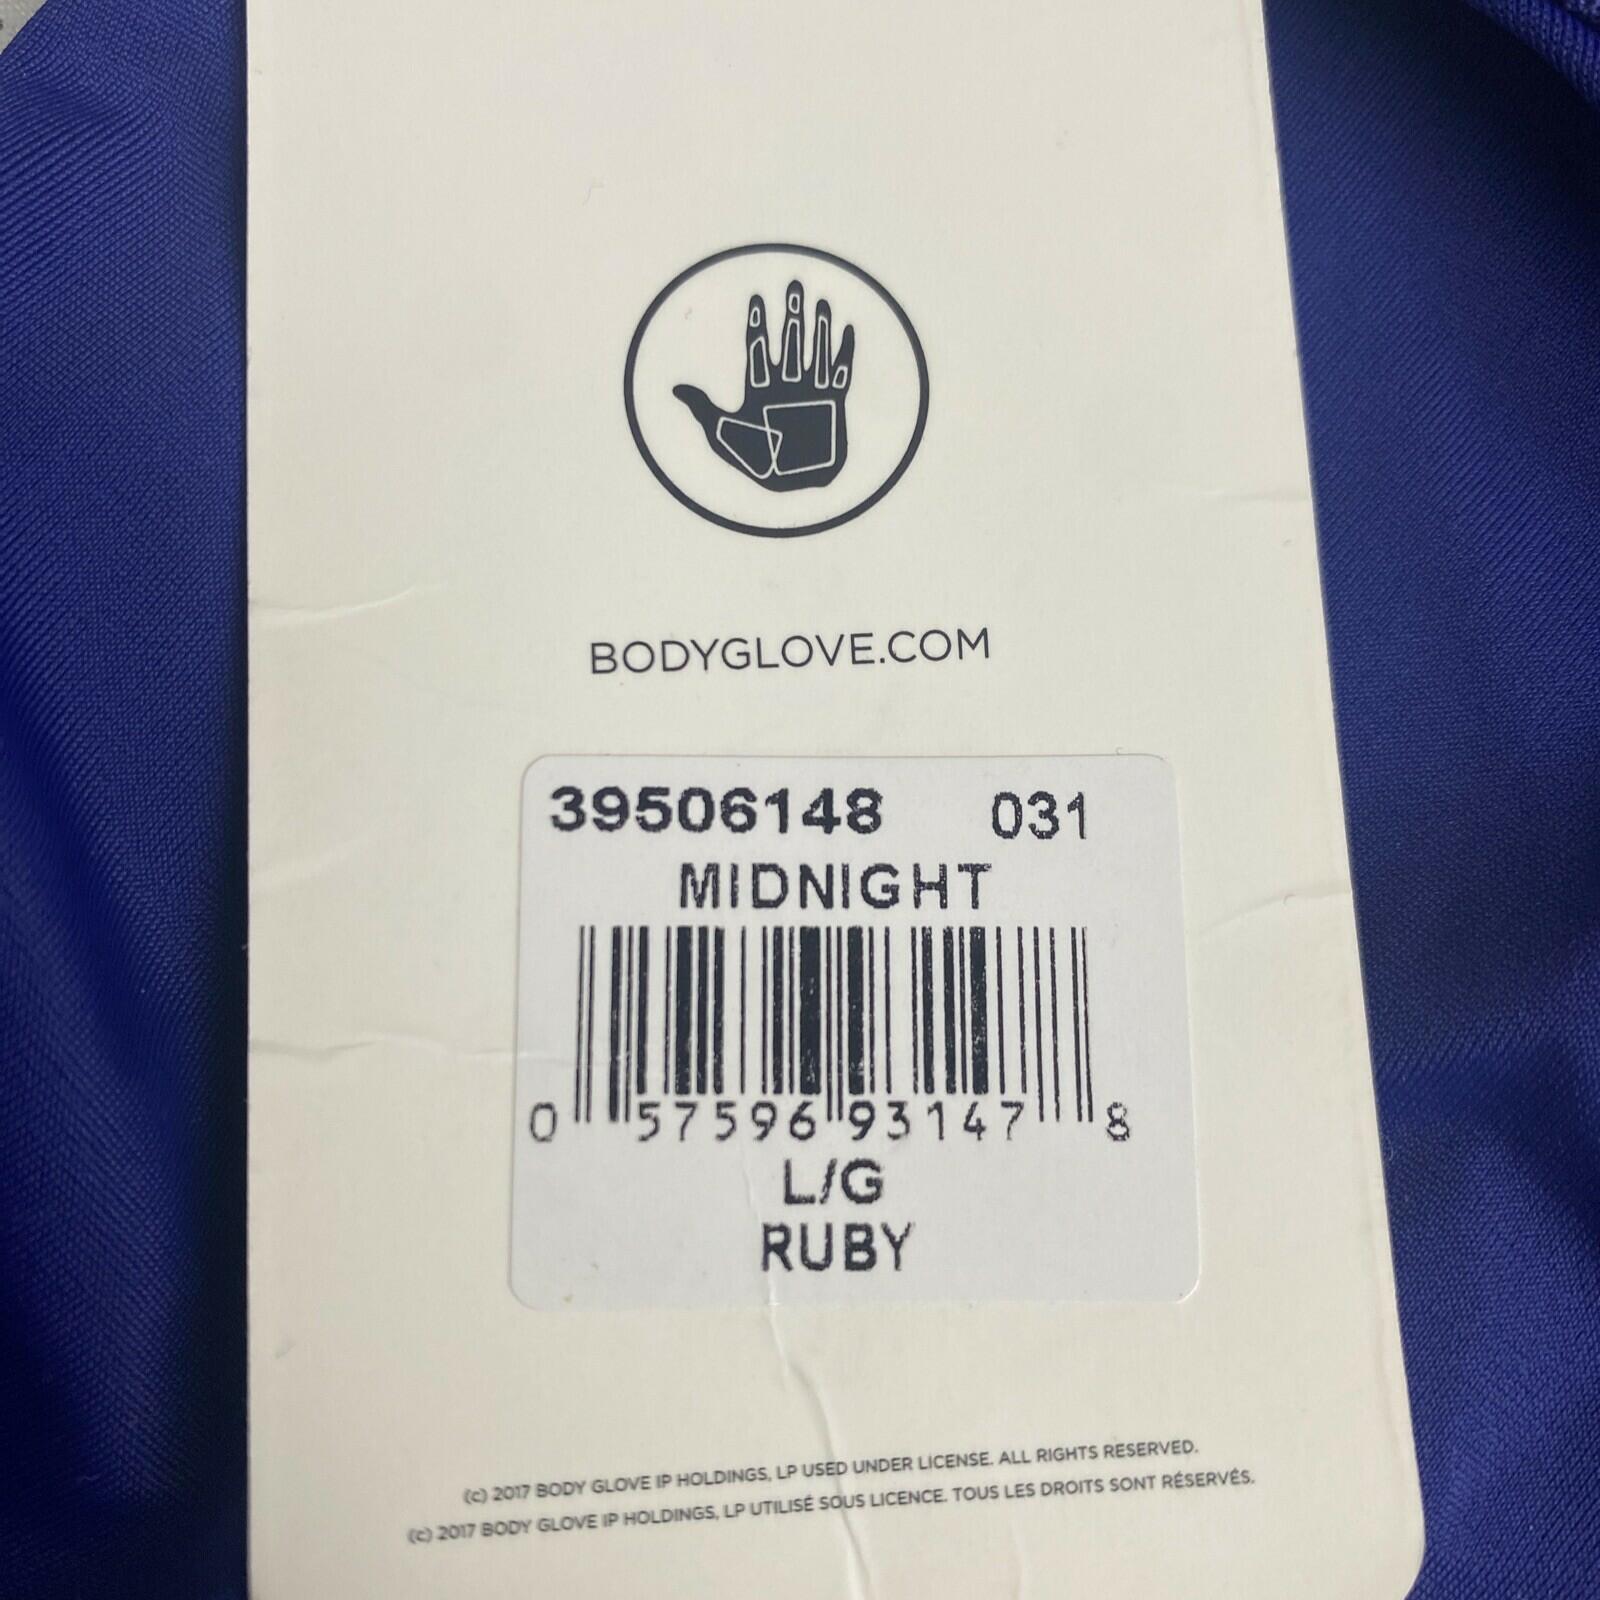 BODYGLOVE.COM
39506148 031
MIDNIGHT
0 57596 93147 8
L/G
RUBY
(c) 2017 BODY GLOVE IP HOLDINGS, LP USED UNDER LICENSE. ALL RIGHTS RESERVED.
(c) 2017 BODY GLOVE IP HOLDINGS, LP UTILISÉ SOUS LICENCE. TOUS LES DROITS SONT RÉSERVÉS.